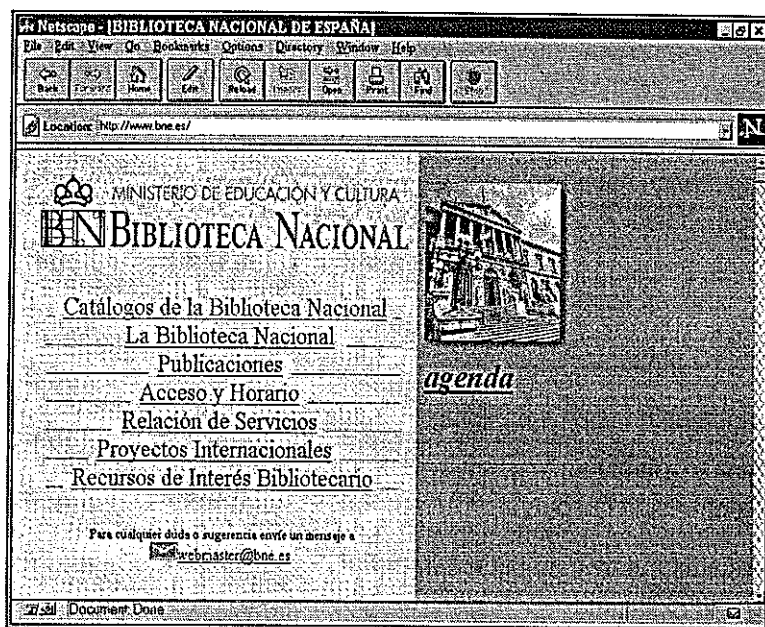 Netscape - [BIBLIOTECA NACIONAL DE ESPAÑA]
File Edit View Go Bookmarks Options Directory Window Help
Back Forward Home Edit Reload Images Open Print Find Stop
Location: http://www.bne.es/
N
MINISTERIO DE EDUCACIÓN Y CULTURA
BN BIBLIOTECA NACIONAL
Catálogos de la Biblioteca Nacional
La Biblioteca Nacional
Publicaciones
Acceso y Horario
Relación de Servicios
Proyectos Internacionales
Recursos de Interés Bibliotecario
agenda
Para cualquier duda o sugerencia envíe un mensaje a
webmaster@bne.es
Document: Done